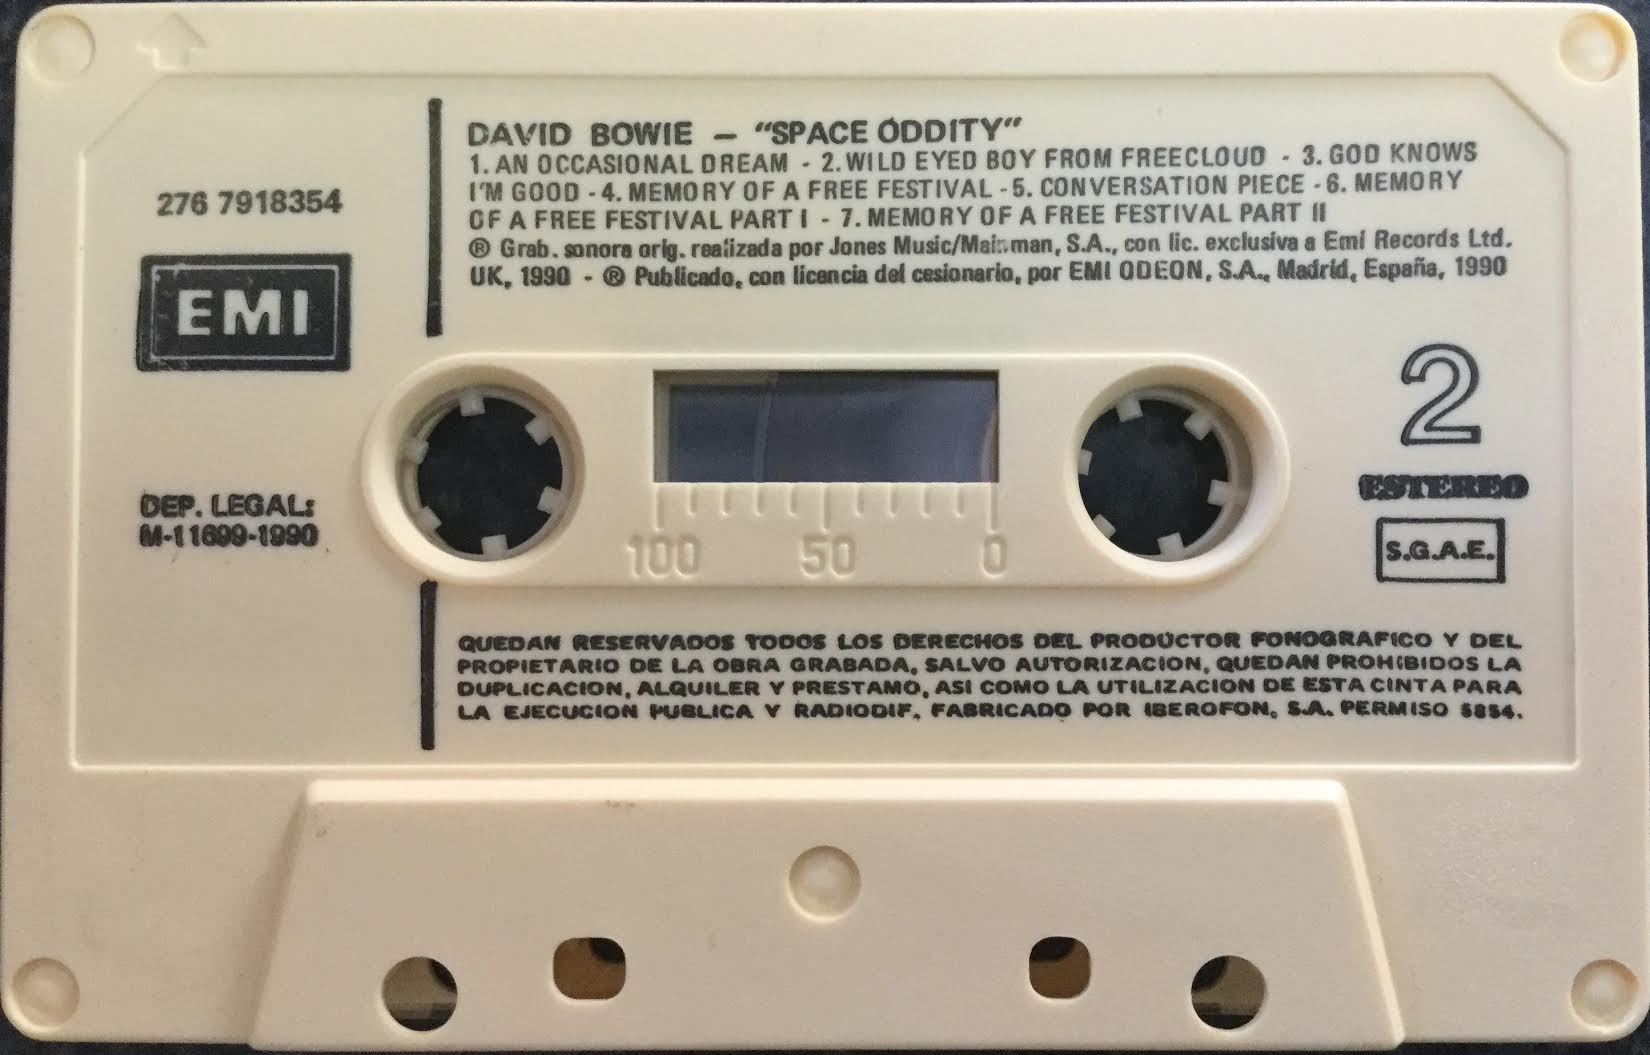 DAVID BOWIE – "SPACE ODDITY"
1. AN OCCASIONAL DREAM - 2. WILD EYED BOY FROM FREECLOUD - 3. GOD KNOWS
I'M GOOD - 4. MEMORY OF A FREE FESTIVAL - 5. CONVERSATION PIECE - 6. MEMORY
OF A FREE FESTIVAL PART I - 7. MEMORY OF A FREE FESTIVAL PART II
® Grab. sonora orig. realizada por Jones Music/Mainman, S.A., con lic. exclusiva a Emi Records Ltd.
UK, 1990 - ® Publicado, con licencia del cesionario, por EMI ODEON, S.A., Madrid, España, 1990
276 7918354
EMI
2
ESTEREO
S.G.A.E.
DEP. LEGAL:
M-11699-1990
100 50 0
QUEDAN RESERVADOS TODOS LOS DERECHOS DEL PRODUCTOR FONOGRAFICO Y DEL
PROPIETARIO DE LA OBRA GRABADA, SALVO AUTORIZACION, QUEDAN PROHIBIDOS LA
DUPLICACION, ALQUILER Y PRESTAMO, ASI COMO LA UTILIZACION DE ESTA CINTA PARA
LA EJECUCION PUBLICA Y RADIODIF. FABRICADO POR IBEROFON, S.A. PERMISO 5854.